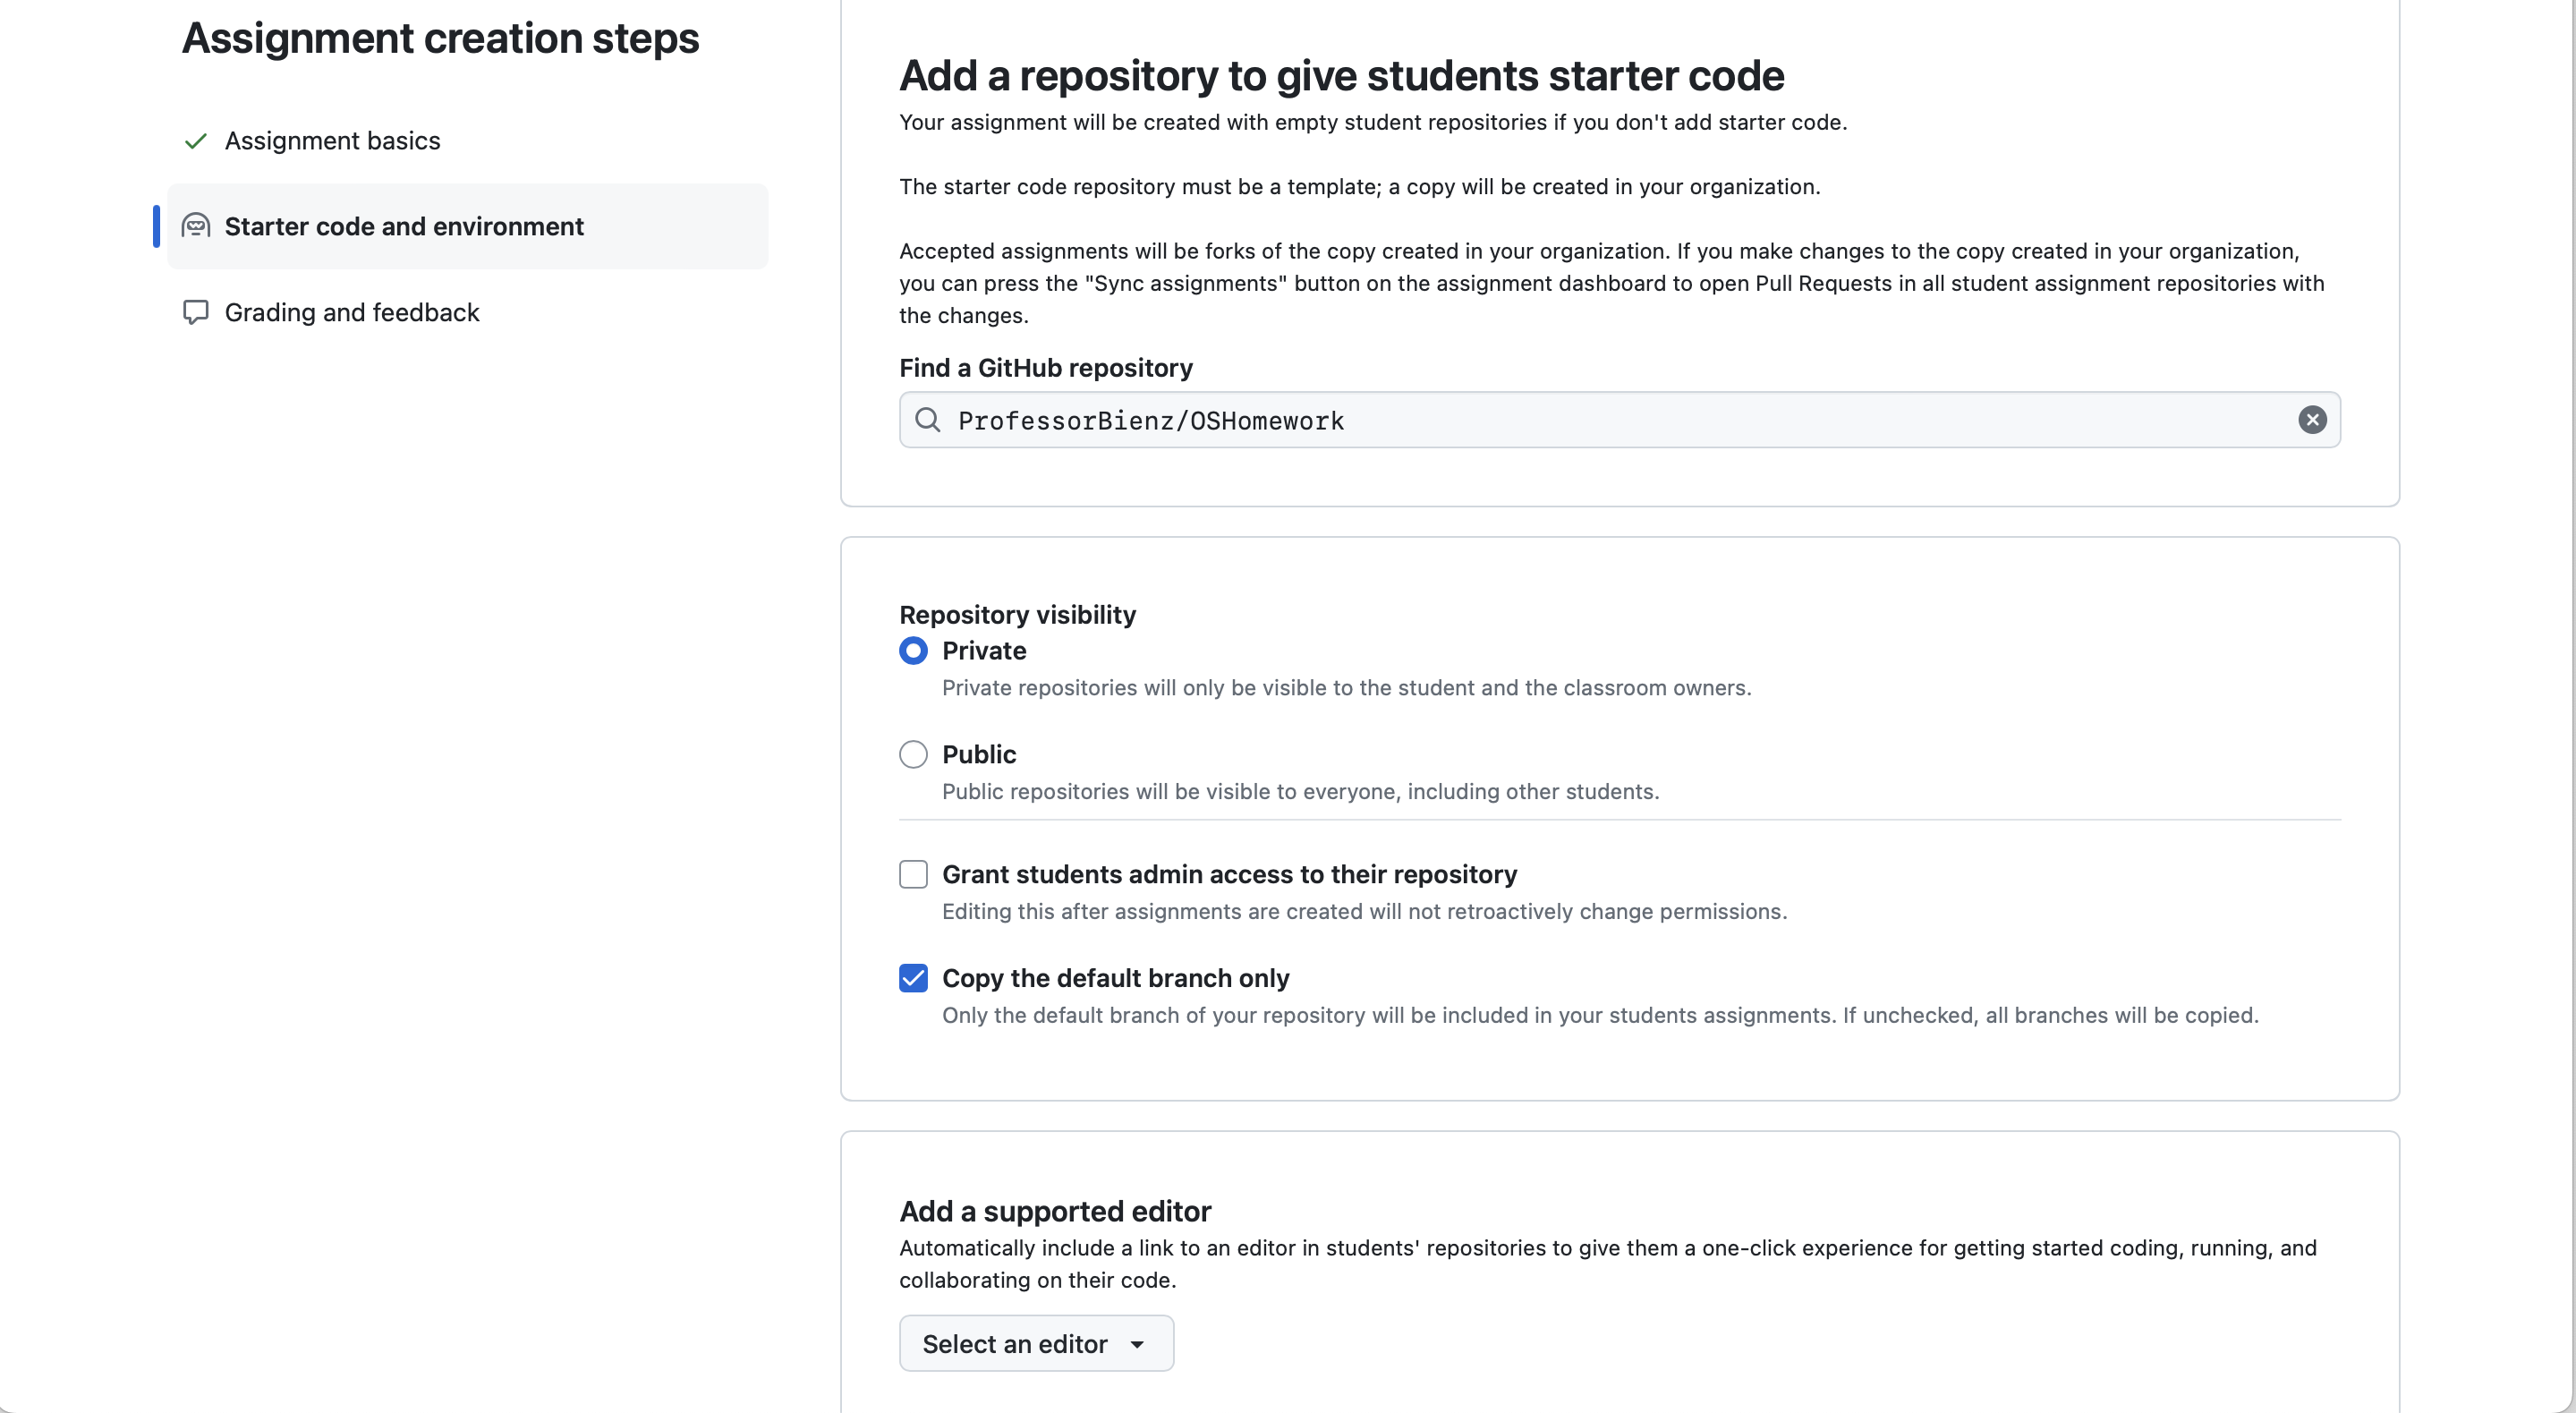 Assignment creation steps
Assignment basics
Starter code and environment
Grading and feedback
Add a repository to give students starter code
Your assignment will be created with empty student repositories if you don't add starter code.
The starter code repository must be a template; a copy will be created in your organization.
Accepted assignments will be forks of the copy created in your organization. If you make changes to the copy created in your organization,
you can press the "Sync assignments" button on the assignment dashboard to open Pull Requests in all student assignment repositories with
the changes.
Find a GitHub repository
ProfessorBienz/OSHomework
Repository visibility
Private
Private repositories will only be visible to the student and the classroom owners.
Public
Public repositories will be visible to everyone, including other students.
Grant students admin access to their repository
Editing this after assignments are created will not retroactively change permissions.
Copy the default branch only
Only the default branch of your repository will be included in your students assignments. If unchecked, all branches will be copied.
Add a supported editor
Automatically include a link to an editor in students' repositories to give them a one-click experience for getting started coding, running, and
collaborating on their code.
Select an editor